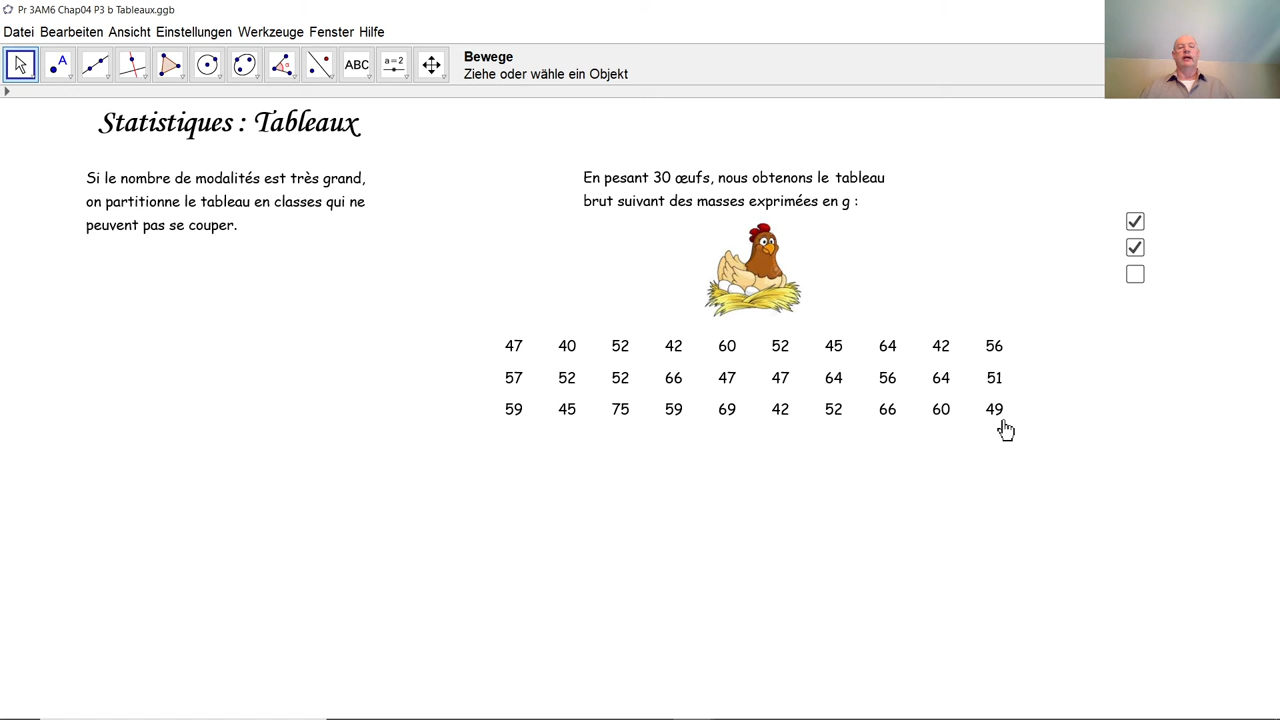 Pr 3AM6 Chap04 P3 b Tableaux.ggb
Datei Bearbeiten Ansicht Einstellungen Werkzeuge Fenster Hilfe
A
ABC
a=2
Bewege
Ziehe oder wähle ein Objekt
Statistiques : Tableaux
Si le nombre de modalités est très grand,
on partitionne le tableau en classes qui ne
peuvent pas se couper.
En pesant 30 œufs, nous obtenons le tableau
brut suivant des masses exprimées en g :
47 40 52 42 60 52 45 64 42 56
57 52 52 66 47 47 64 56 64 51
59 45 75 59 69 42 52 66 60 49